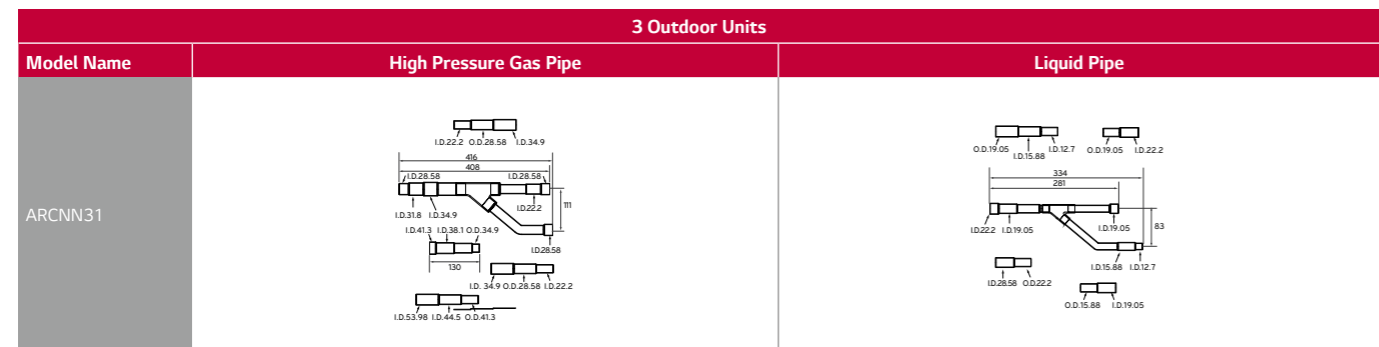 3 Outdoor Units
Model Name High Pressure Gas Pipe Liquid Pipe
ARCNN31
I.D.22.2 O.D.28.58 I.D.34.9
416
408
I.D.28.58 I.D.28.58
I.D.31.8 I.D.34.9 I.D.22.2 111
I.D.41.3 I.D.38.1 O.D.34.9
I.D.28.58
130
I.D. 34.9 O.D.28.58 I.D.22.2
I.D.53.98 I.D.44.5 O.D.41.3
O.D.19.05 I.D.15.88 I.D.12.7 O.D.19.05 I.D.22.2
334
281
I.D.22.2 I.D.19.05 I.D.19.05 83
I.D.15.88 I.D.12.7
I.D.28.58 O.D.22.2
O.D.15.88 I.D.19.05